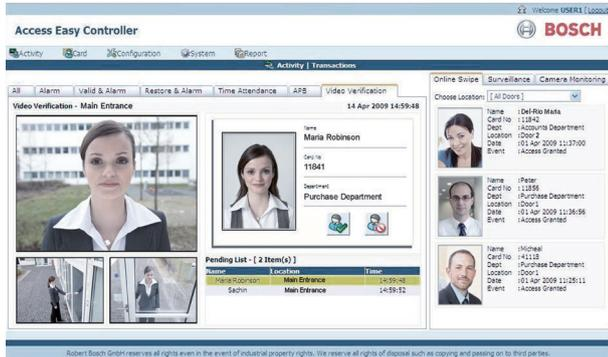 Welcome USER1 [ Logout
Access Easy Controller
BOSCH
Activity Card Configuration System Report
Activity | Transactions
All Alarm Valid & Alarm Restore & Alarm Time Attendance APB Video Verification
Video Verification - Main Entrance 14 Apr 2009 14:59:48
Name
Maria Robinson
Card No
11841
Department
Purchase Department
Pending List - [ 2 Item(s) ]
Name Location Time
Maria Robinson Main Entrance 14:59:48
Sachin Main Entrance 14:59:52
Online Swipe Surveillance Camera Monitoring
Choose Location: [ All Doors ]
Name : Del-Rio Maria
Card No : 11842
Dept : Accounts Department
Location : Door 2
Date : 01 Apr 2009 11:37:00
Event : Access Granted
Name : Peter
Card No : 11856
Dept : Purchase Department
Location : Door1
Date : 01 Apr 2009 11:36:56
Event : Access Granted
Name : Micheal
Card No : 41118
Dept : Purchase Department
Location : Door1
Date : 01 Apr 2009 11:25:11
Event : Access Granted
Robert Bosch GmbH reserves all rights even in the event of industrial property rights. We reserve all rights of disposal such as copying and passing on to third parties.